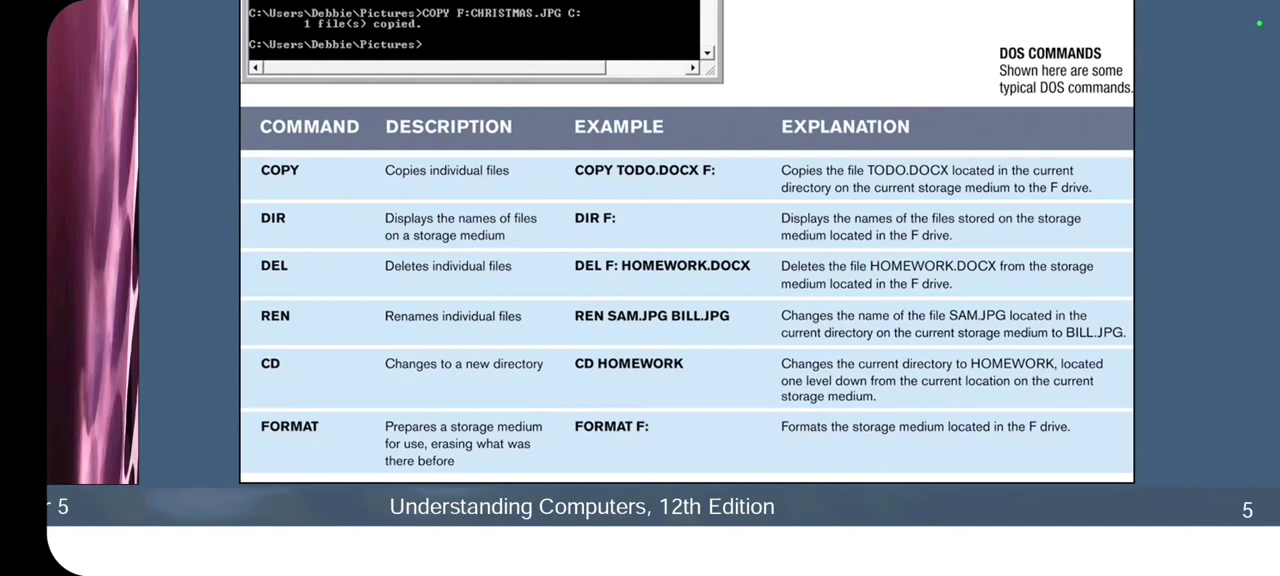 C:\Users\Debbie\Pictures>COPY F:CHRISTMAS.JPG C:
1 file(s) copied.
C:\Users\Debbie\Pictures>
DOS COMMANDS
Shown here are some
typical DOS commands.
COMMAND DESCRIPTION EXAMPLE EXPLANATION
COPY Copies individual files COPY TODO.DOCX F: Copies the file TODO.DOCX located in the current
directory on the current storage medium to the F drive.
DIR Displays the names of files DIR F: Displays the names of the files stored on the storage
on a storage medium medium located in the F drive.
DEL Deletes individual files DEL F: HOMEWORK.DOCX Deletes the file HOMEWORK.DOCX from the storage
medium located in the F drive.
REN Renames individual files REN SAM.JPG BILL.JPG Changes the name of the file SAM.JPG located in the
current directory on the current storage medium to BILL.JPG.
CD Changes to a new directory CD HOMEWORK Changes the current directory to HOMEWORK, located
one level down from the current location on the current
storage medium.
FORMAT Prepares a storage medium FORMAT F: Formats the storage medium located in the F drive.
for use, erasing what was
there before
r 5 Understanding Computers, 12th Edition 5